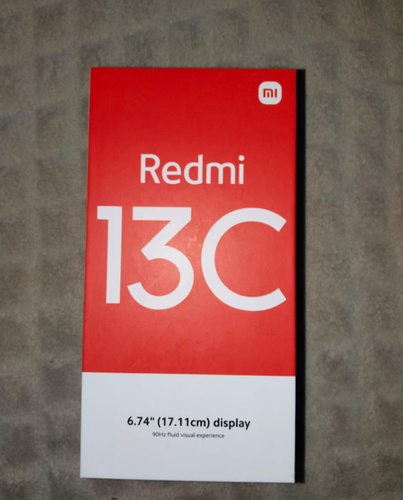 mi
Redmi
13C
6.74" (17.11cm) display
90Hz fluid visual experience